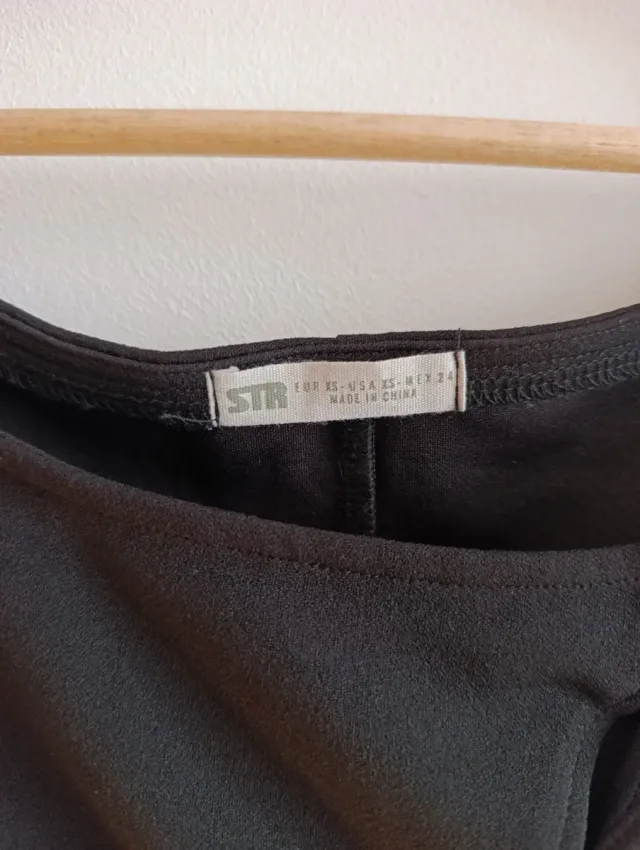 STR
EUR XS - USA XS - MEX 24
MADE IN CHINA